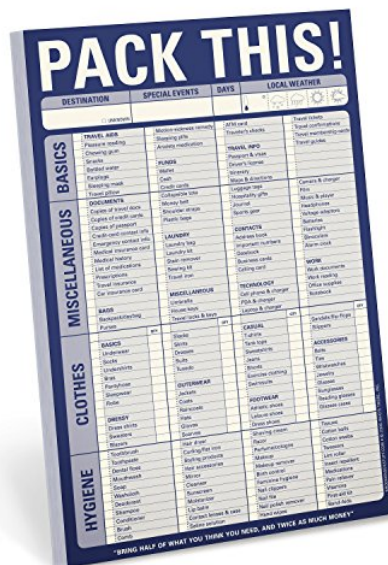 PACK THIS!
DESTINATION SPECIAL EVENTS DAYS LOCAL WEATHER
UNKNOWN
BASICS
TRAVEL AIDS
Pleasure reading
Chewing gum
Snacks
Bottled water
Earplugs
Sleeping mask
Travel pillow
Motion-sickness remedy
Sleeping pills
Anxiety medication
FUNDS
Wallet
Cash
Credit cards
ATM card
Traveler's checks
TRAVEL INFO
Passport & visas
Driver's license
Itinerary
Maps & directions
Travel tickets
Travel confirmations
Travel guides
MISCELLANEOUS
DOCUMENTS
Copies of travel docs
Copies of credit cards
Copies of passport
Credit-card contact info
Emergency contact info
Medical insurance card
Medical history
List of medications
Prescriptions
Travel insurance
Car insurance card
BAGS
Backpack/tote/bag
Purses
Collapsible tote
Money belt
Shoulder straps
Plastic bags
LAUNDRY
Laundry bag
Laundry kit
Stain remover
Sewing kit
Travel iron
MISCELLANEOUS
Umbrella
House keys
Travel locks & keys
Luggage tags
Hospitality gifts
Journal
Sports gear
CONTACTS
Address book
Important numbers
Datebook
Business cards
Calling card
TECHNOLOGY
Cell phone & charger
PDA & charger
Laptop & charger
Camera & charger
Film
Music & player
Headphones
Voltage adaptors
Batteries
Flashlight
Binoculars
Alarm clock
WORK
Work documents
Work reading
Office supplies
Notebook
CLOTHES
BASICS
Underwear
Socks
Undershirts
Bras
Pantyhose
Sleepwear
Robe
DRESSY
Dress shirts
Sweaters
Blazers
Slacks
Skirts
Dresses
Suits
Tuxedo
OUTERWEAR
Jackets
Coats
Raincoats
Hats
Gloves
Scarves
CASUAL
T-shirts
Tank tops
Sweatshirts
Jeans
Shorts
Exercise clothing
Swimsuits
FOOTWEAR
Athletic shoes
Leisure shoes
Dress shoes
Sandals/flip-flops
Slippers
ACCESSORIES
Belts
Ties
Wristwatches
Jewelry
Glasses
Sunglasses
Reading glasses
Glasses cases
HYGIENE
Toothbrush
Toothpaste
Dental floss
Mouthwash
Soap
Washcloth
Deodorant
Shampoo
Conditioner
Brush
Comb
Hair dryer
Curling/flat iron
Styling products
Hair accessories
Mirror
Cleanser
Sunscreen
Moisturizer
Lip balm
Contact lenses & case
Saline solution
Shaving cream
Razor
Perfume/cologne
Makeup
Makeup remover
Birth control
Feminine hygiene
Nail clippers
Nail file
Nail polish remover
Hand wipes
Tissues
Cotton balls
Cotton swabs
Tweezers
Lint roller
Insect repellent
Medications
Pain reliever
Vitamins
First-aid kit
"BRING HALF OF WHAT YOU THINK YOU NEED, AND TWICE AS MUCH MONEY"